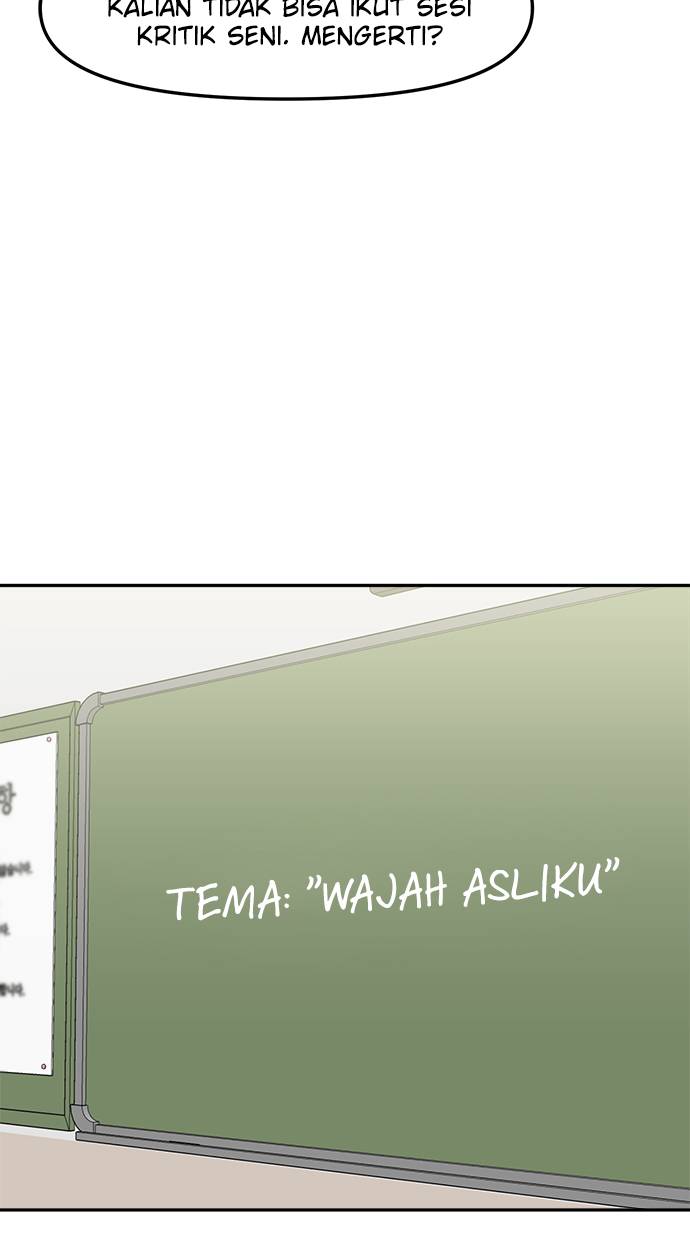 KALIAN TIDAK BISA IKUT SESI
KRITIK SENI. MENGERTI?
TEMA: "WAJAH ASLIKU"